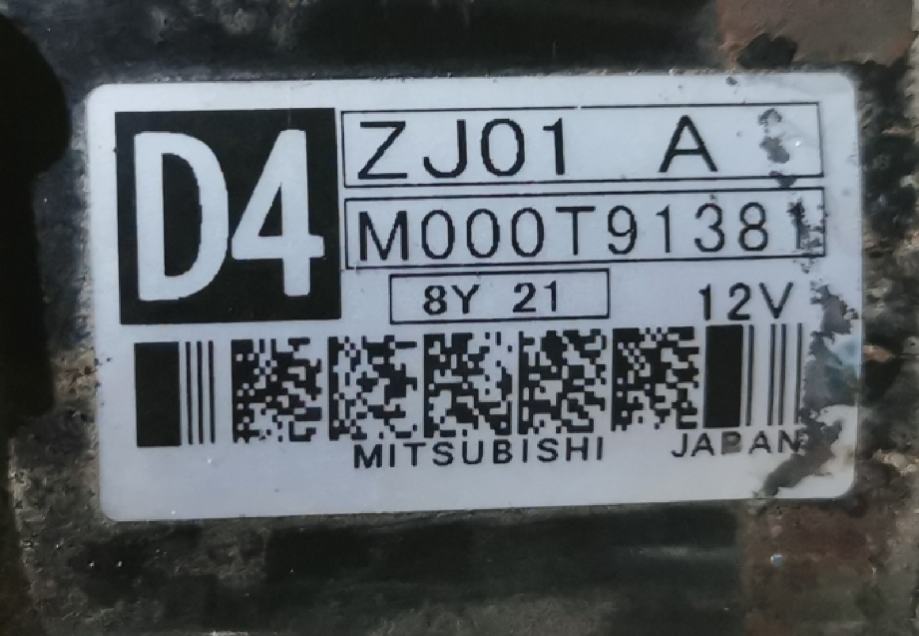 D4
ZJ01 A
M000T91381
8Y 21
12V
MITSUBISHI
JAPAN